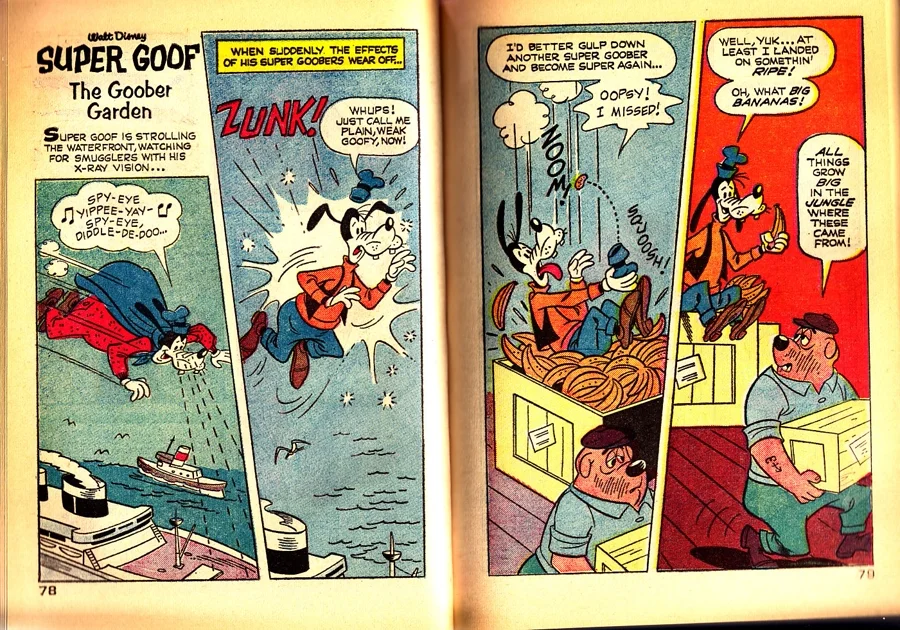 Walt Disney
SUPER GOOF
The Goober
Garden
SUPER GOOF IS STROLLING
THE WATERFRONT, WATCHING
FOR SMUGGLERS WITH HIS
X-RAY VISION...
SPY-EYE
YIPPEE-YAY-
SPY-EYE,
DIDDLE-DE-DOO...
WHEN SUDDENLY THE EFFECTS
OF HIS SUPER GOOBERS WEAR OFF...
ZUNK!
WHUPS!
JUST CALL ME
PLAIN, WEAK
GOOFY, NOW!
78
I'D BETTER GULP DOWN
ANOTHER SUPER GOOBER
AND BECOME SUPER AGAIN...
OOPSY!
I MISSED!
ZOOM!
SQUOOSH!
WELL, YUK...AT
LEAST I LANDED
ON SOMETHIN'
RIPE!
OH, WHAT BIG
BANANAS!
ALL
THINGS
GROW
BIG
IN THE
JUNGLE
WHERE
THESE
CAME
FROM!
79